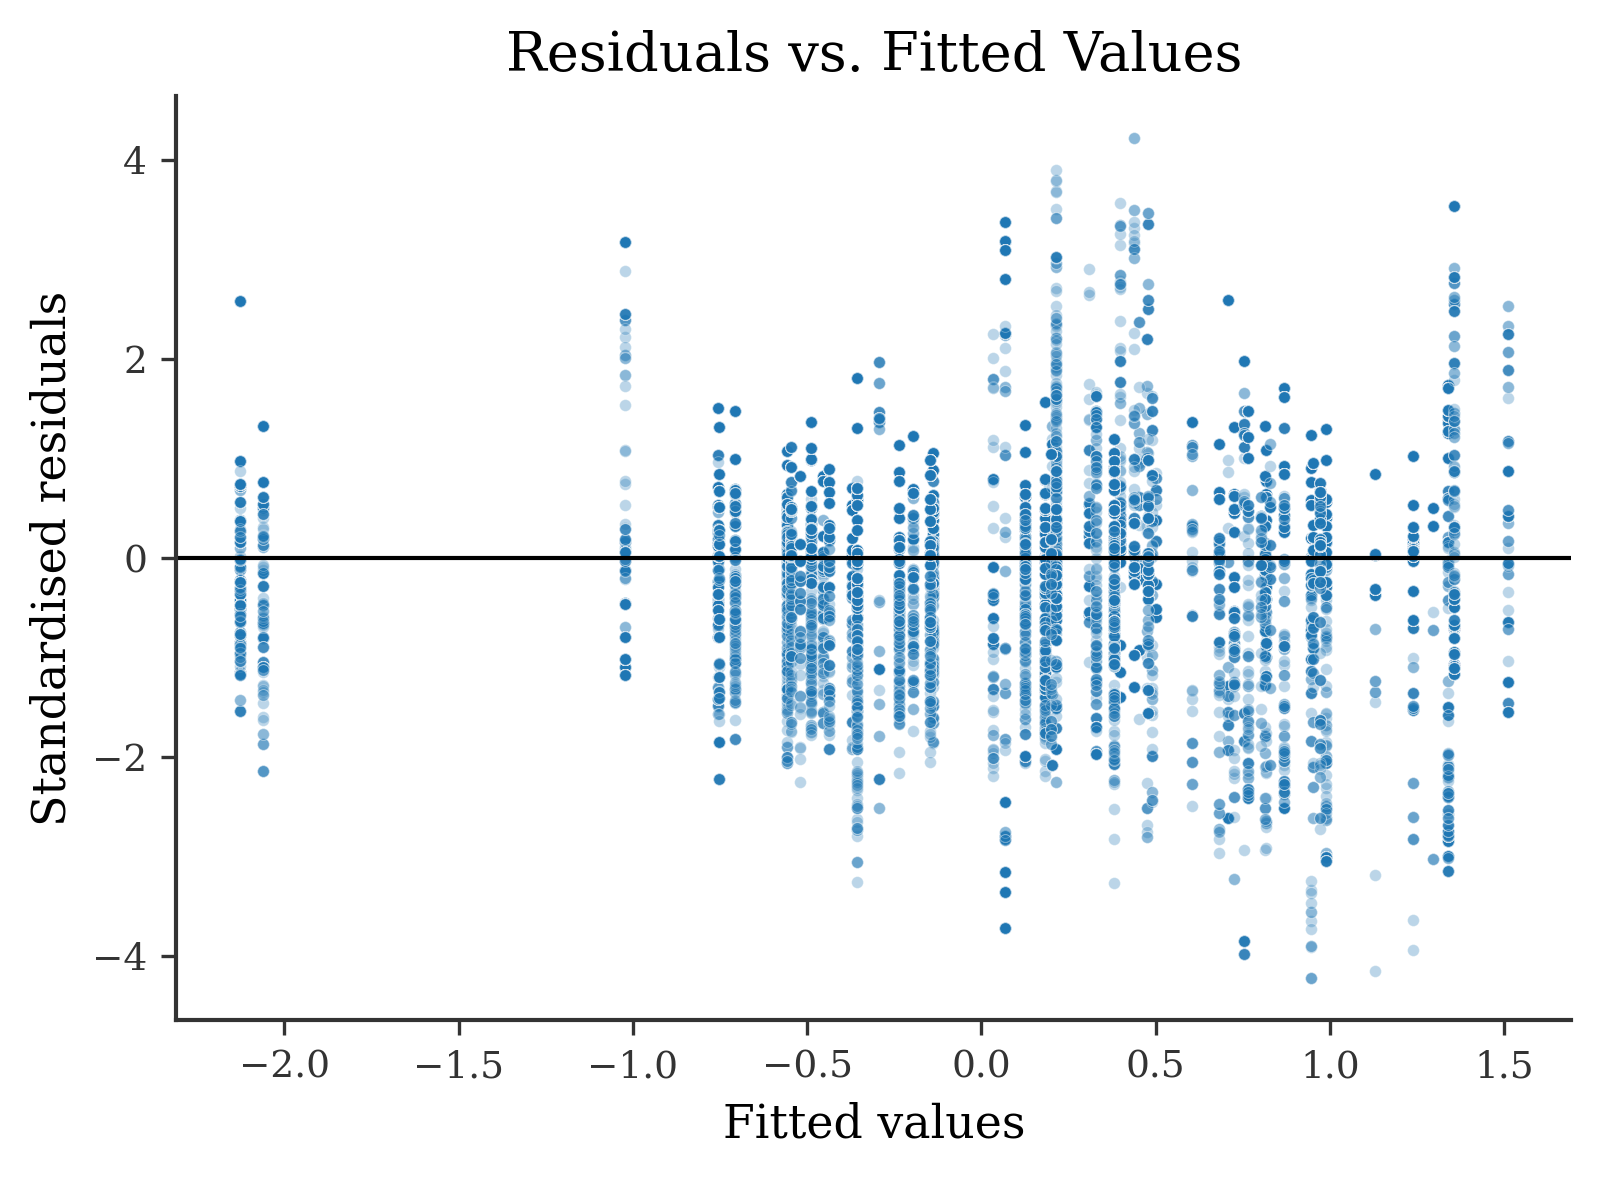 Residuals vs. Fitted Values
Standardised residuals
4
2
0
−2
−4
−2.0 −1.5 −1.0 −0.5 0.0 0.5 1.0 1.5
Fitted values